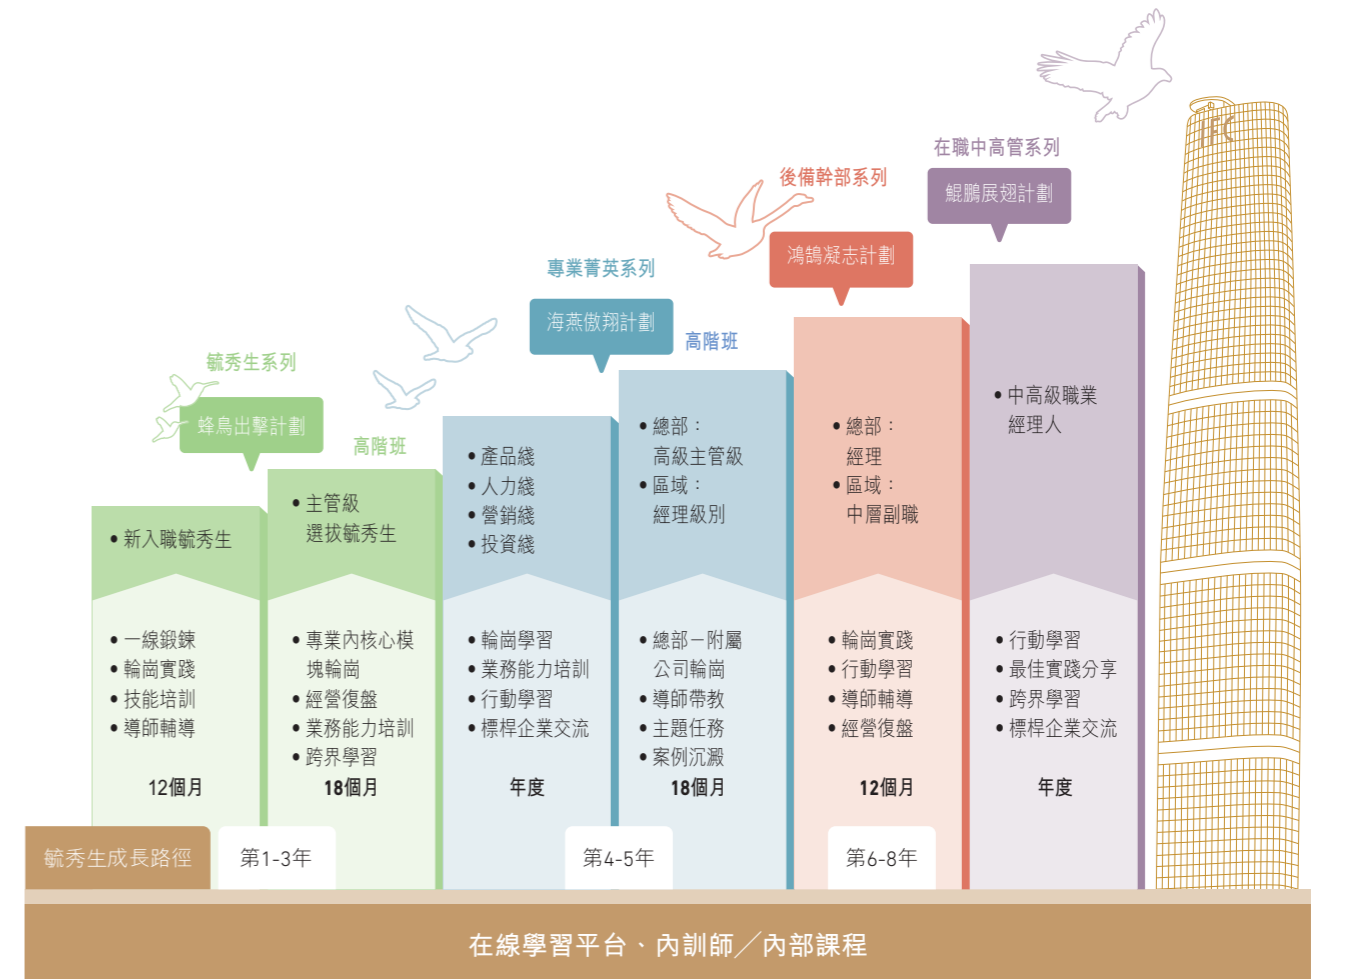 毓秀生系列
蜂鳥出擊計劃
• 新入職毓秀生
• 一線鍛鍊
• 輪崗實踐
• 技能培訓
• 導師輔導
12個月
高階班
• 主管級
選拔毓秀生
• 專業內核心模
塊輪崗
• 經營復盤
• 業務能力培訓
• 跨界學習
18個月
專業菁英系列
海燕傲翔計劃
• 產品綫
• 人力綫
• 營銷綫
• 投資綫
• 輪崗學習
• 業務能力培訓
• 行動學習
• 標桿企業交流
年度
高階班
• 總部：
高級主管級
• 區域：
經理級別
• 總部－附屬
公司輪崗
• 導師帶教
• 主題任務
• 案例沉澱
18個月
後備幹部系列
鴻鵠凝志計劃
• 總部：
經理
• 區域：
中層副職
• 輪崗實踐
• 行動學習
• 導師輔導
• 經營復盤
12個月
在職中高管系列
鯤鵬展翅計劃
• 中高級職業
經理人
• 行動學習
• 最佳實踐分享
• 跨界學習
• 標桿企業交流
年度
IFC
毓秀生成長路徑
第1-3年
第4-5年
第6-8年
在線學習平台、內訓師／內部課程